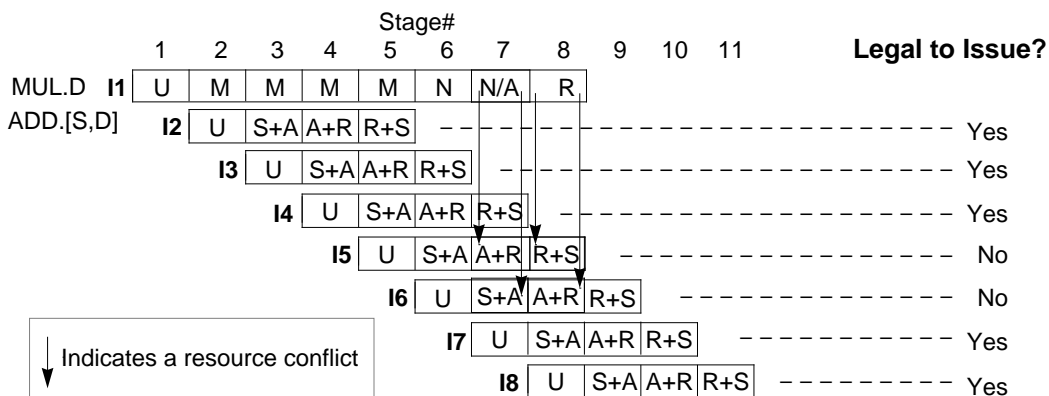 Stage#
1 2 3 4 5 6 7 8 9 10 11 Legal to Issue?
MUL.D I1 U M M M M N N/A R
ADD.[S,D] I2 U S+A A+R R+S Yes
I3 U S+A A+R R+S Yes
I4 U S+A A+R R+S Yes
I5 U S+A A+R R+S No
I6 U S+A A+R R+S No
I7 U S+A A+R R+S Yes
Indicates a resource conflict
I8 U S+A A+R R+S Yes